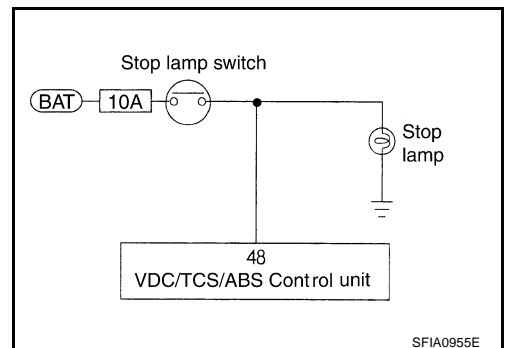 Stop lamp switch
BAT
10A
Stop
lamp
48
VDC/TCS/ABS Control unit
SFIA0955E